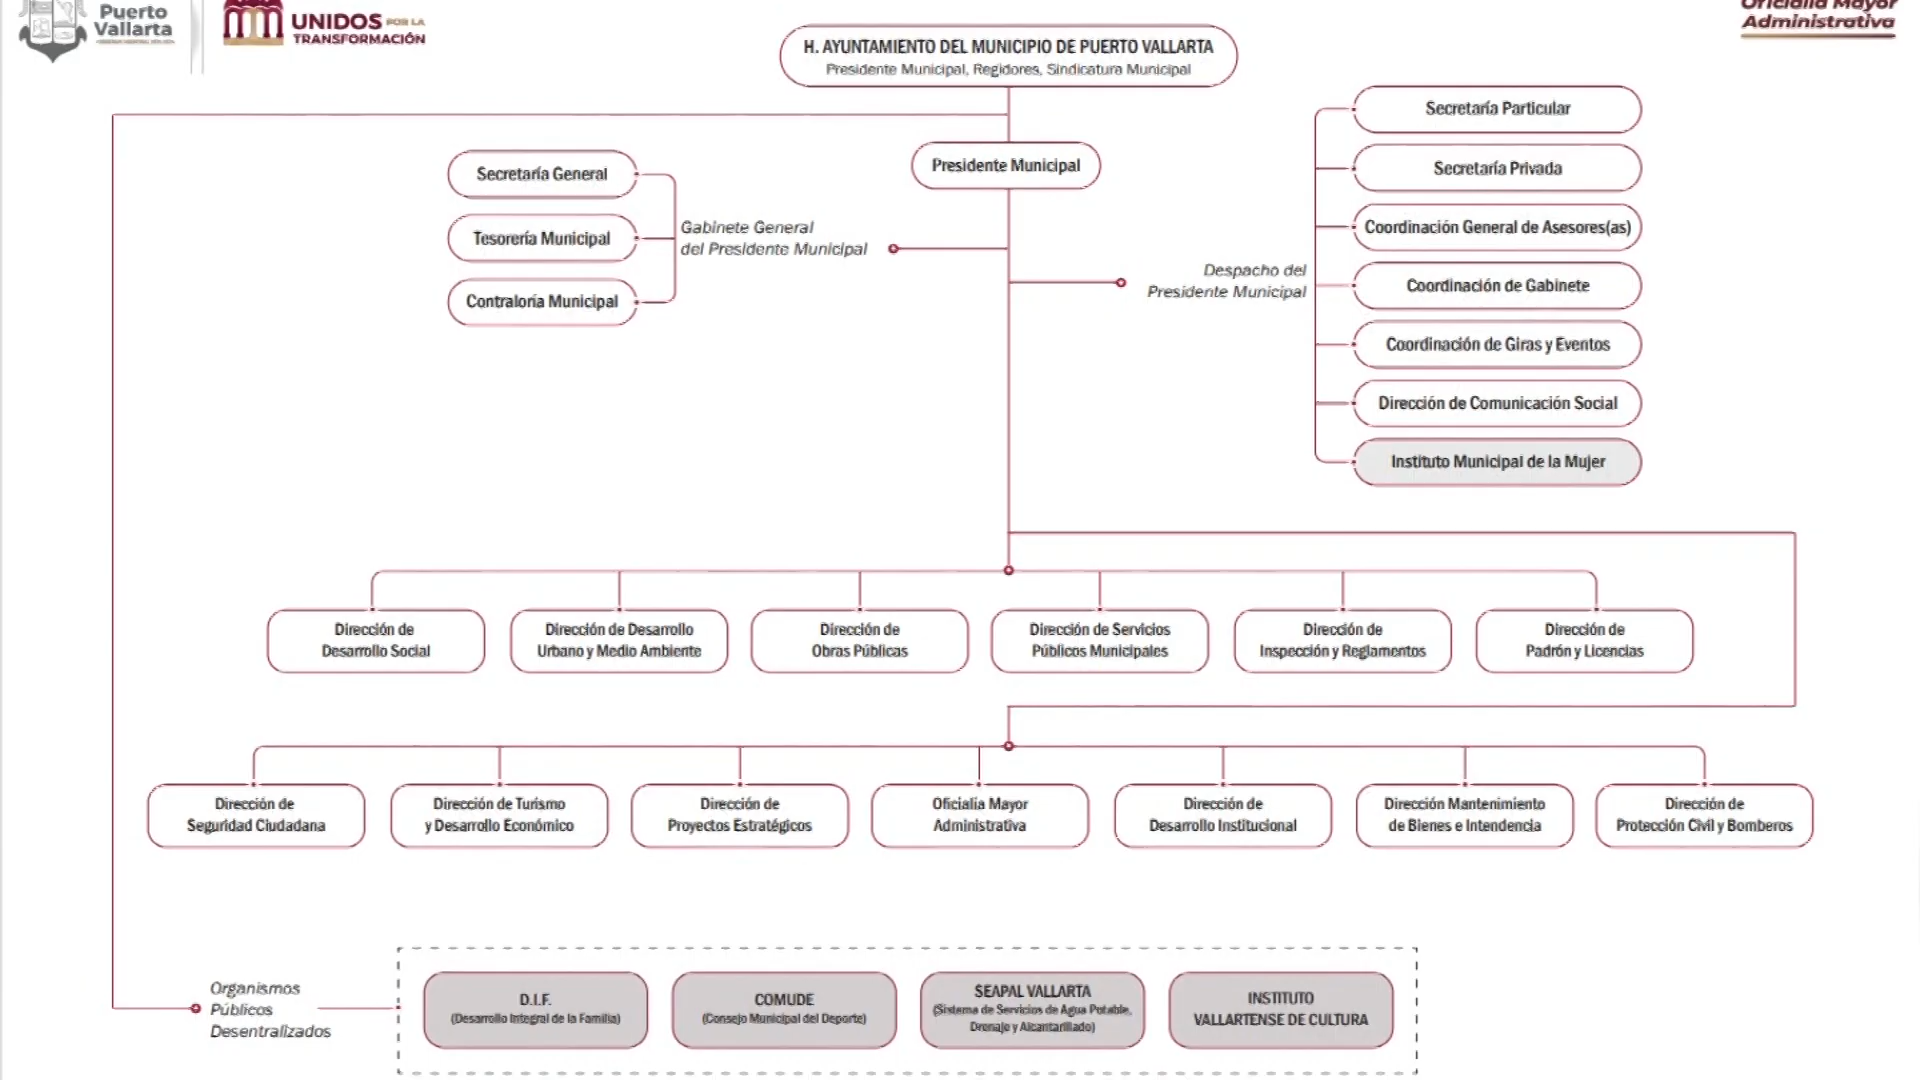 Puerto
Vallarta
UNIDOS POR LA
TRANSFORMACIÓN
Oficialía Mayor
Administrativa
H. AYUNTAMIENTO DEL MUNICIPIO DE PUERTO VALLARTA
Presidente Municipal, Regidores, Sindicatura Municipal
Presidente Municipal
Secretaría General
Tesorería Municipal
Contraloría Municipal
Gabinete General
del Presidente Municipal
Despacho del
Presidente Municipal
Secretaría Particular
Secretaría Privada
Coordinación General de Asesores(as)
Coordinación de Gabinete
Coordinación de Giras y Eventos
Dirección de Comunicación Social
Instituto Municipal de la Mujer
Dirección de
Desarrollo Social
Dirección de Desarrollo
Urbano y Medio Ambiente
Dirección de
Obras Públicas
Dirección de Servicios
Públicos Municipales
Dirección de
Inspección y Reglamentos
Dirección de
Padrón y Licencias
Dirección de
Seguridad Ciudadana
Dirección de Turismo
y Desarrollo Económico
Dirección de
Proyectos Estratégicos
Oficialía Mayor
Administrativa
Dirección de
Desarrollo Institucional
Dirección Mantenimiento
de Bienes e Intendencia
Dirección de
Protección Civil y Bomberos
Organismos
Públicos
Desentralizados
D.I.F.
(Desarrollo Integral de la Familia)
COMUDE
(Consejo Municipal del Deporte)
SEAPAL VALLARTA
(Sistema de Servicios de Agua Potable,
Drenaje y Alcantarillado)
INSTITUTO
VALLARTENSE DE CULTURA